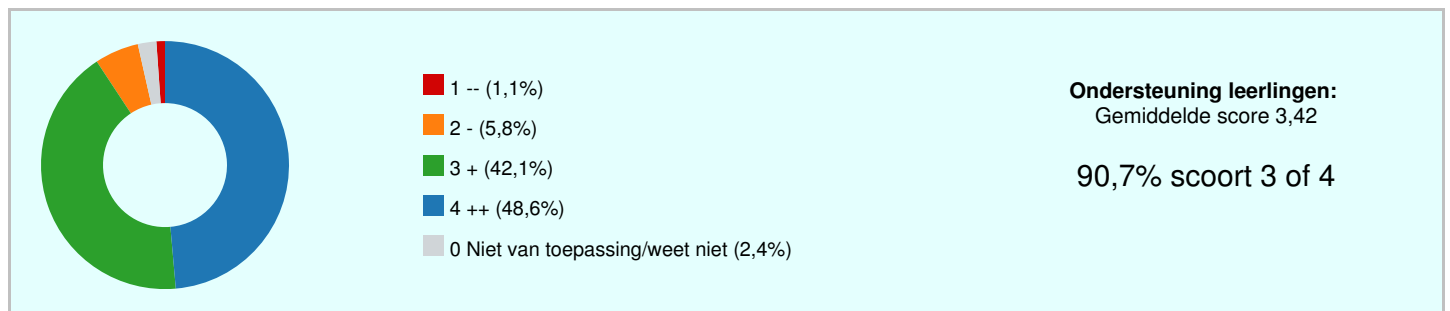 1 -- (1,1%)
2 - (5,8%)
3 + (42,1%)
4 ++ (48,6%)
0 Niet van toepassing/weet niet (2,4%)
Ondersteuning leerlingen:
Gemiddelde score 3,42
90,7% scoort 3 of 4